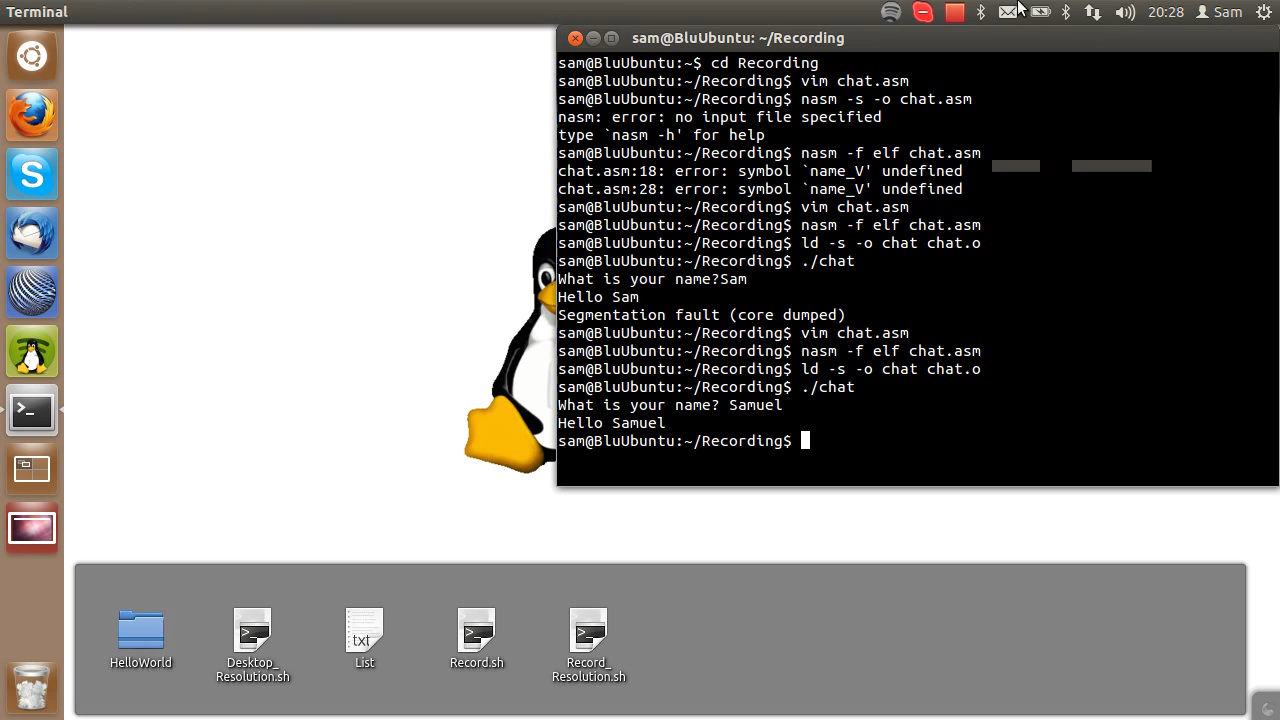 Terminal
20:28 Sam
sam@BluUbuntu: ~/Recording
sam@BluUbuntu:~$ cd Recording
sam@BluUbuntu:~/Recording$ vim chat.asm
sam@BluUbuntu:~/Recording$ nasm -s -o chat.asm
nasm: error: no input file specified
type `nasm -h' for help
sam@BluUbuntu:~/Recording$ nasm -f elf chat.asm
chat.asm:18: error: symbol `name_V' undefined
chat.asm:28: error: symbol `name_V' undefined
sam@BluUbuntu:~/Recording$ vim chat.asm
sam@BluUbuntu:~/Recording$ nasm -f elf chat.asm
sam@BluUbuntu:~/Recording$ ld -s -o chat chat.o
sam@BluUbuntu:~/Recording$ ./chat
What is your name?Sam
Hello Sam
Segmentation fault (core dumped)
sam@BluUbuntu:~/Recording$ vim chat.asm
sam@BluUbuntu:~/Recording$ nasm -f elf chat.asm
sam@BluUbuntu:~/Recording$ ld -s -o chat chat.o
sam@BluUbuntu:~/Recording$ ./chat
What is your name? Samuel
Hello Samuel
sam@BluUbuntu:~/Recording$
S
>_
txt
HelloWorld
Desktop_
Resolution.sh
List
Record.sh
Record_
Resolution.sh